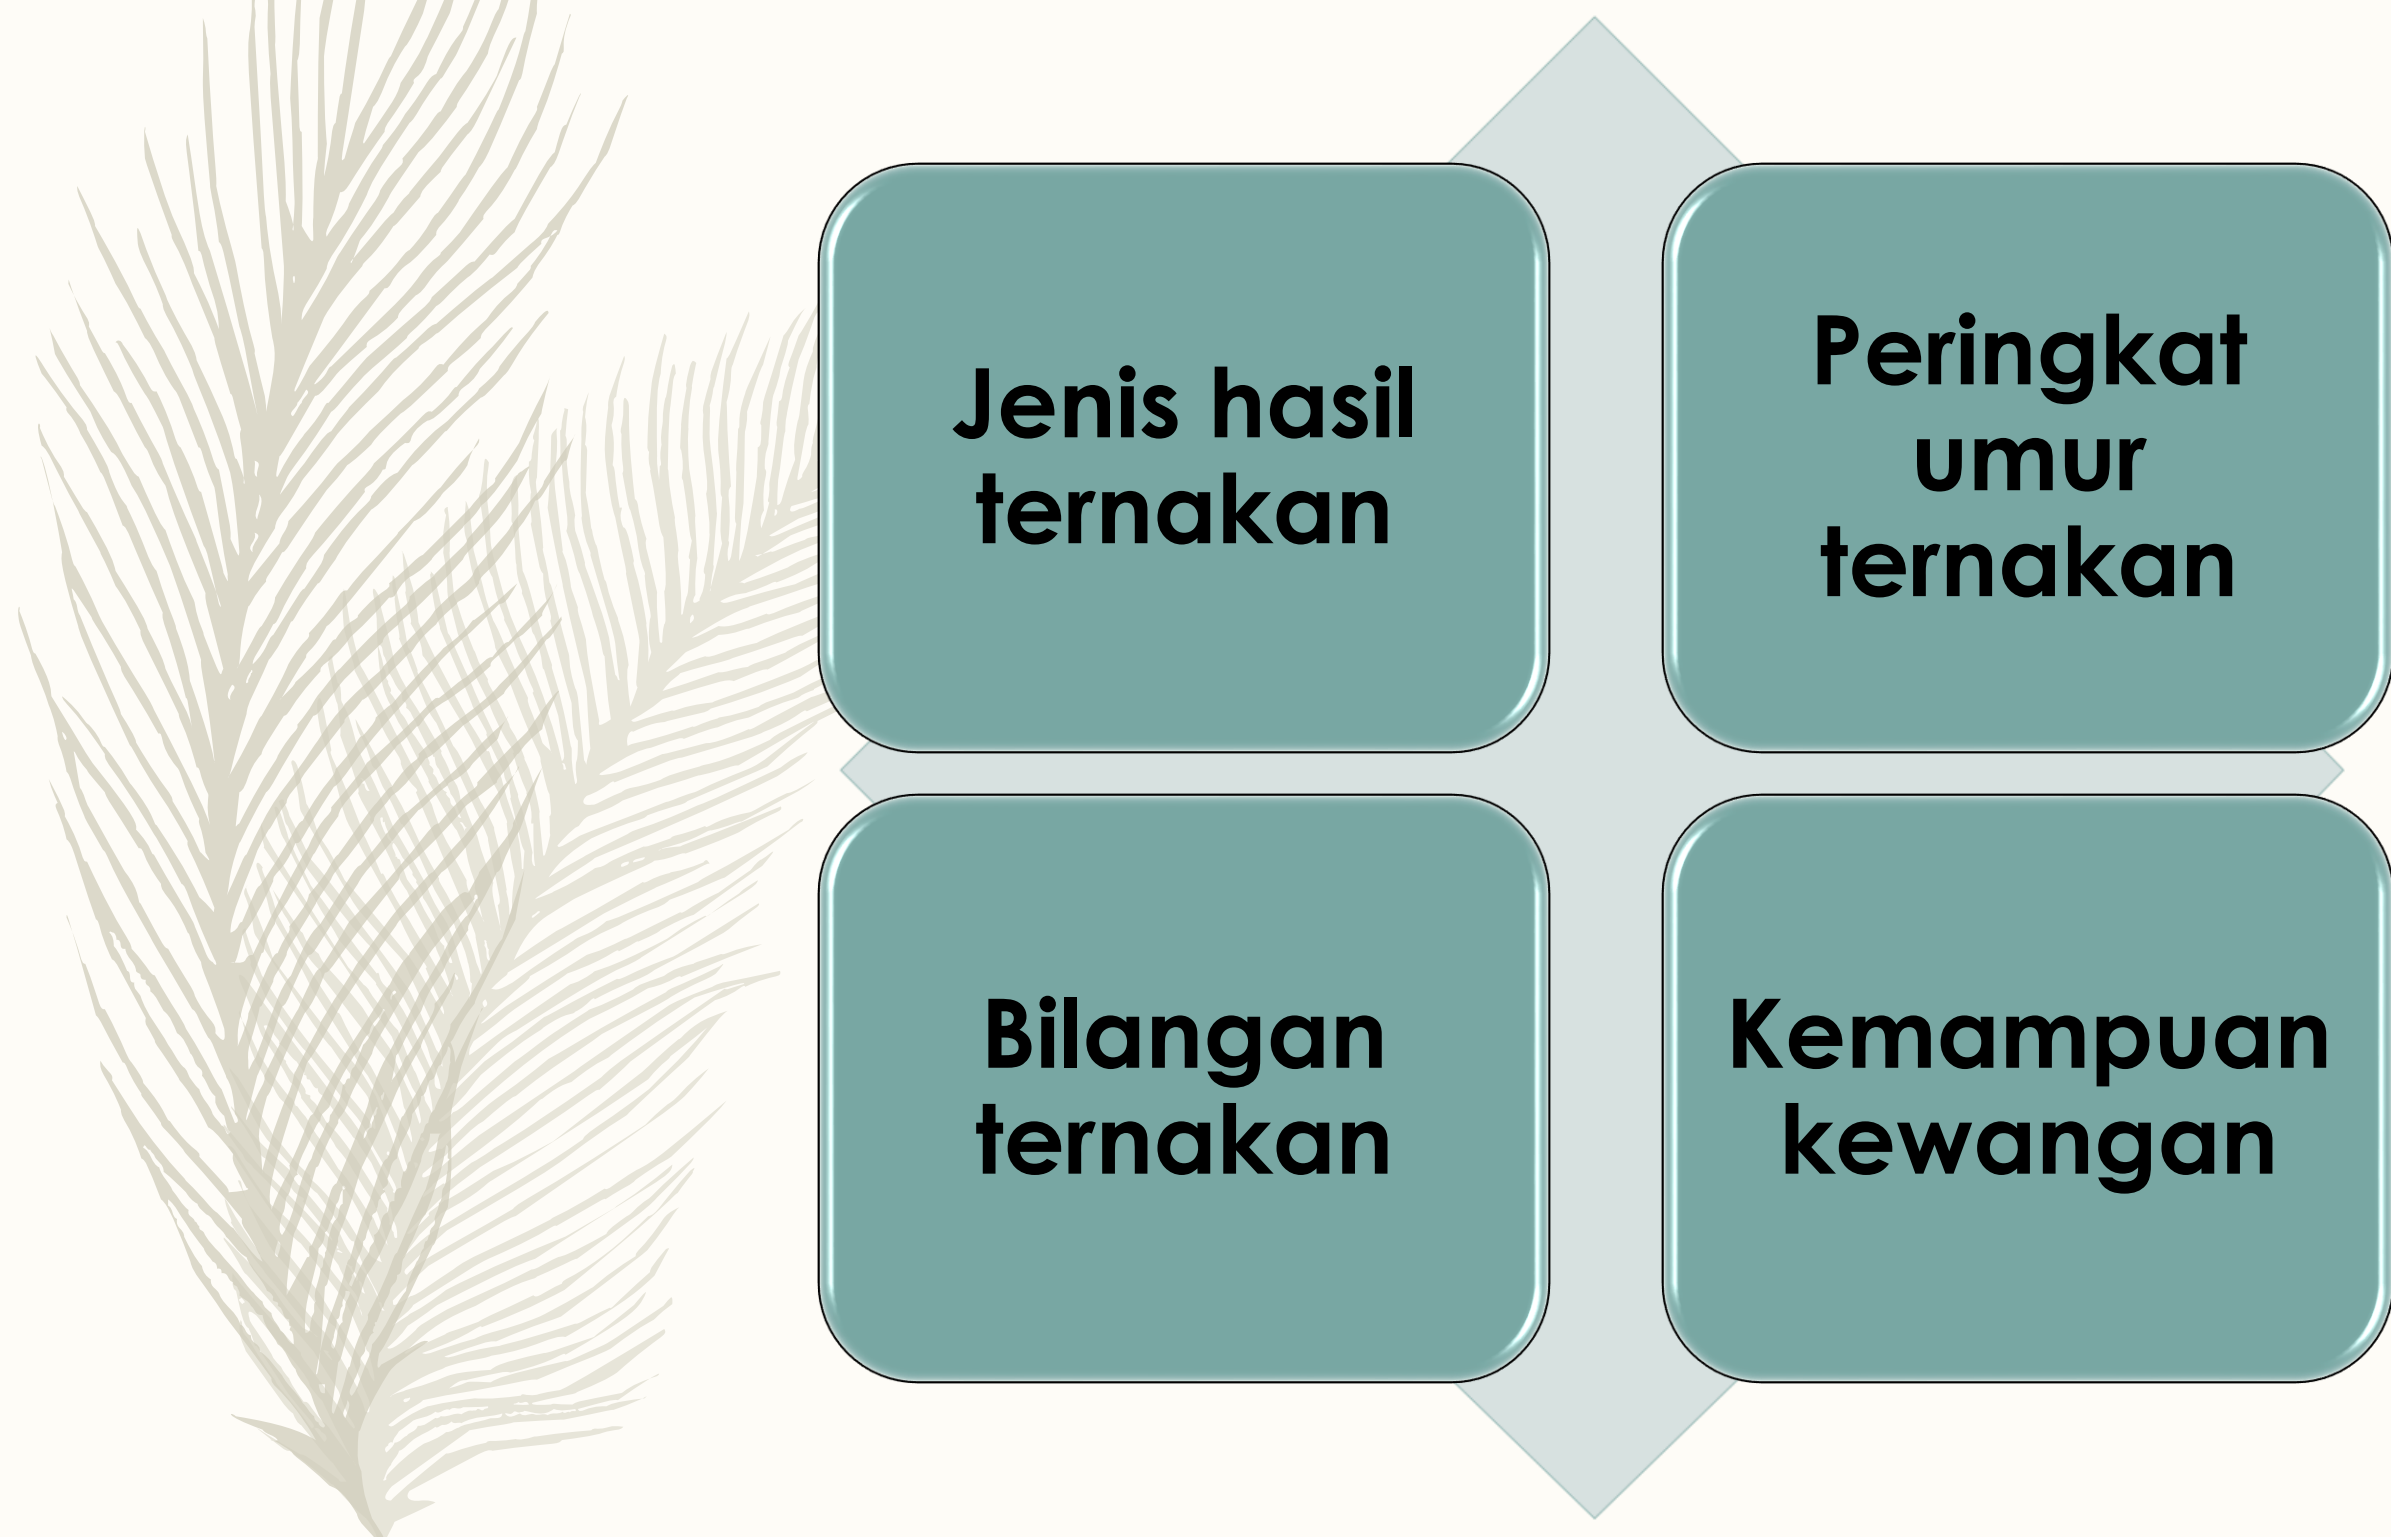 Jenis hasil
ternakan
Peringkat
umur
ternakan
Bilangan
ternakan
Kemampuan
kewangan